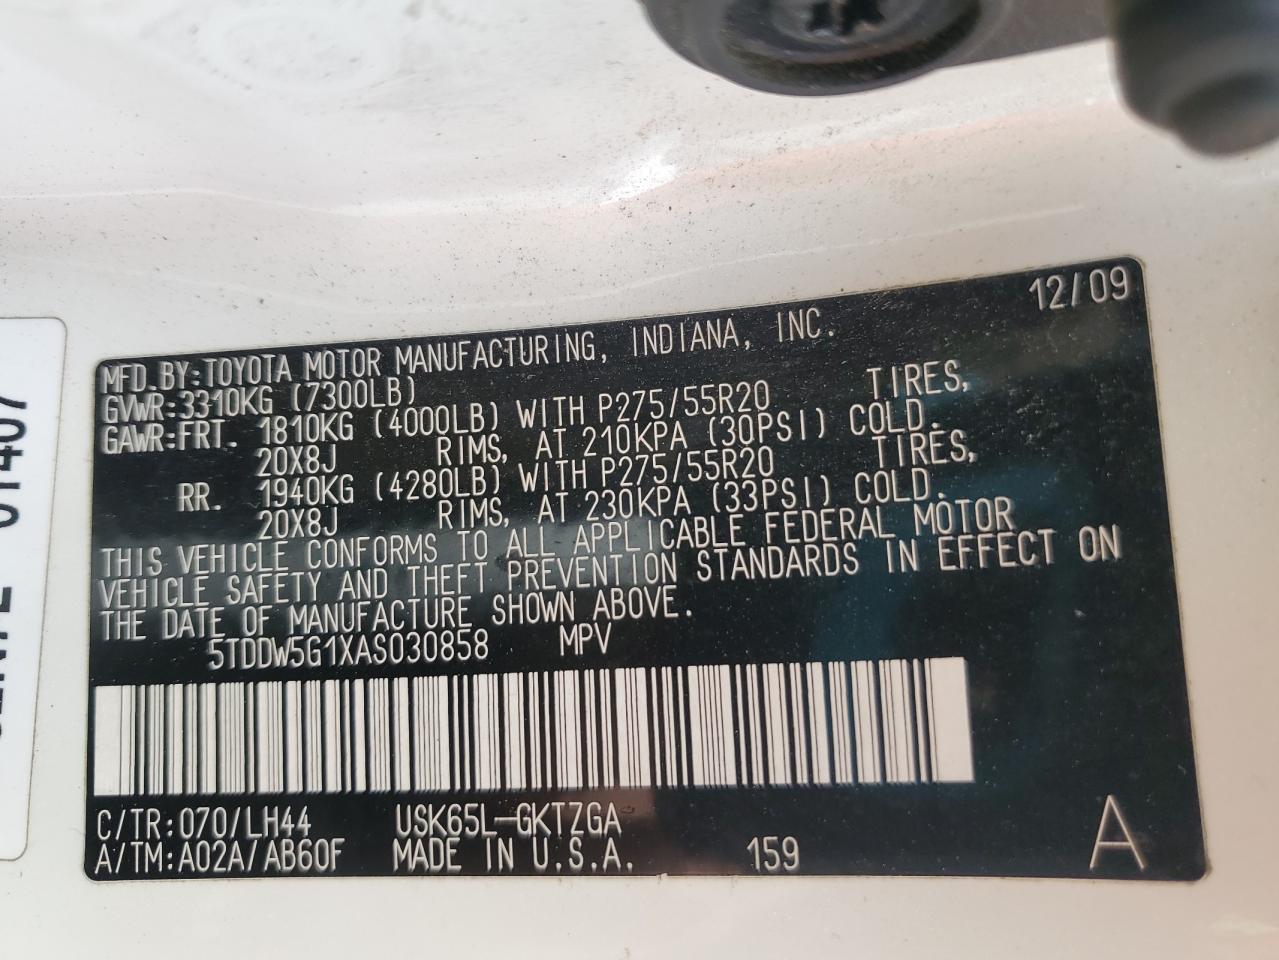 12/09
MFD.BY:TOYOTA MOTOR MANUFACTURING, INDIANA, INC.
GVWR:3310KG (7300LB)
GAWR:FRT. 1810KG (4000LB) WITH P275/55R20 TIRES,
20X8J RIMS, AT 210KPA (30PSI) COLD.
RR. 1940KG (4280LB) WITH P275/55R20 TIRES,
20X8J RIMS, AT 230KPA (33PSI) COLD.
THIS VEHICLE CONFORMS TO ALL APPLICABLE FEDERAL MOTOR
VEHICLE SAFETY AND THEFT PREVENTION STANDARDS IN EFFECT ON
THE DATE OF MANUFACTURE SHOWN ABOVE.
5TDDW5G1XAS030858 MPV
C/TR:070/LH44 USK65L-GKTZGA
A/TM:A02A/AB60F MADE IN U.S.A. 159 A